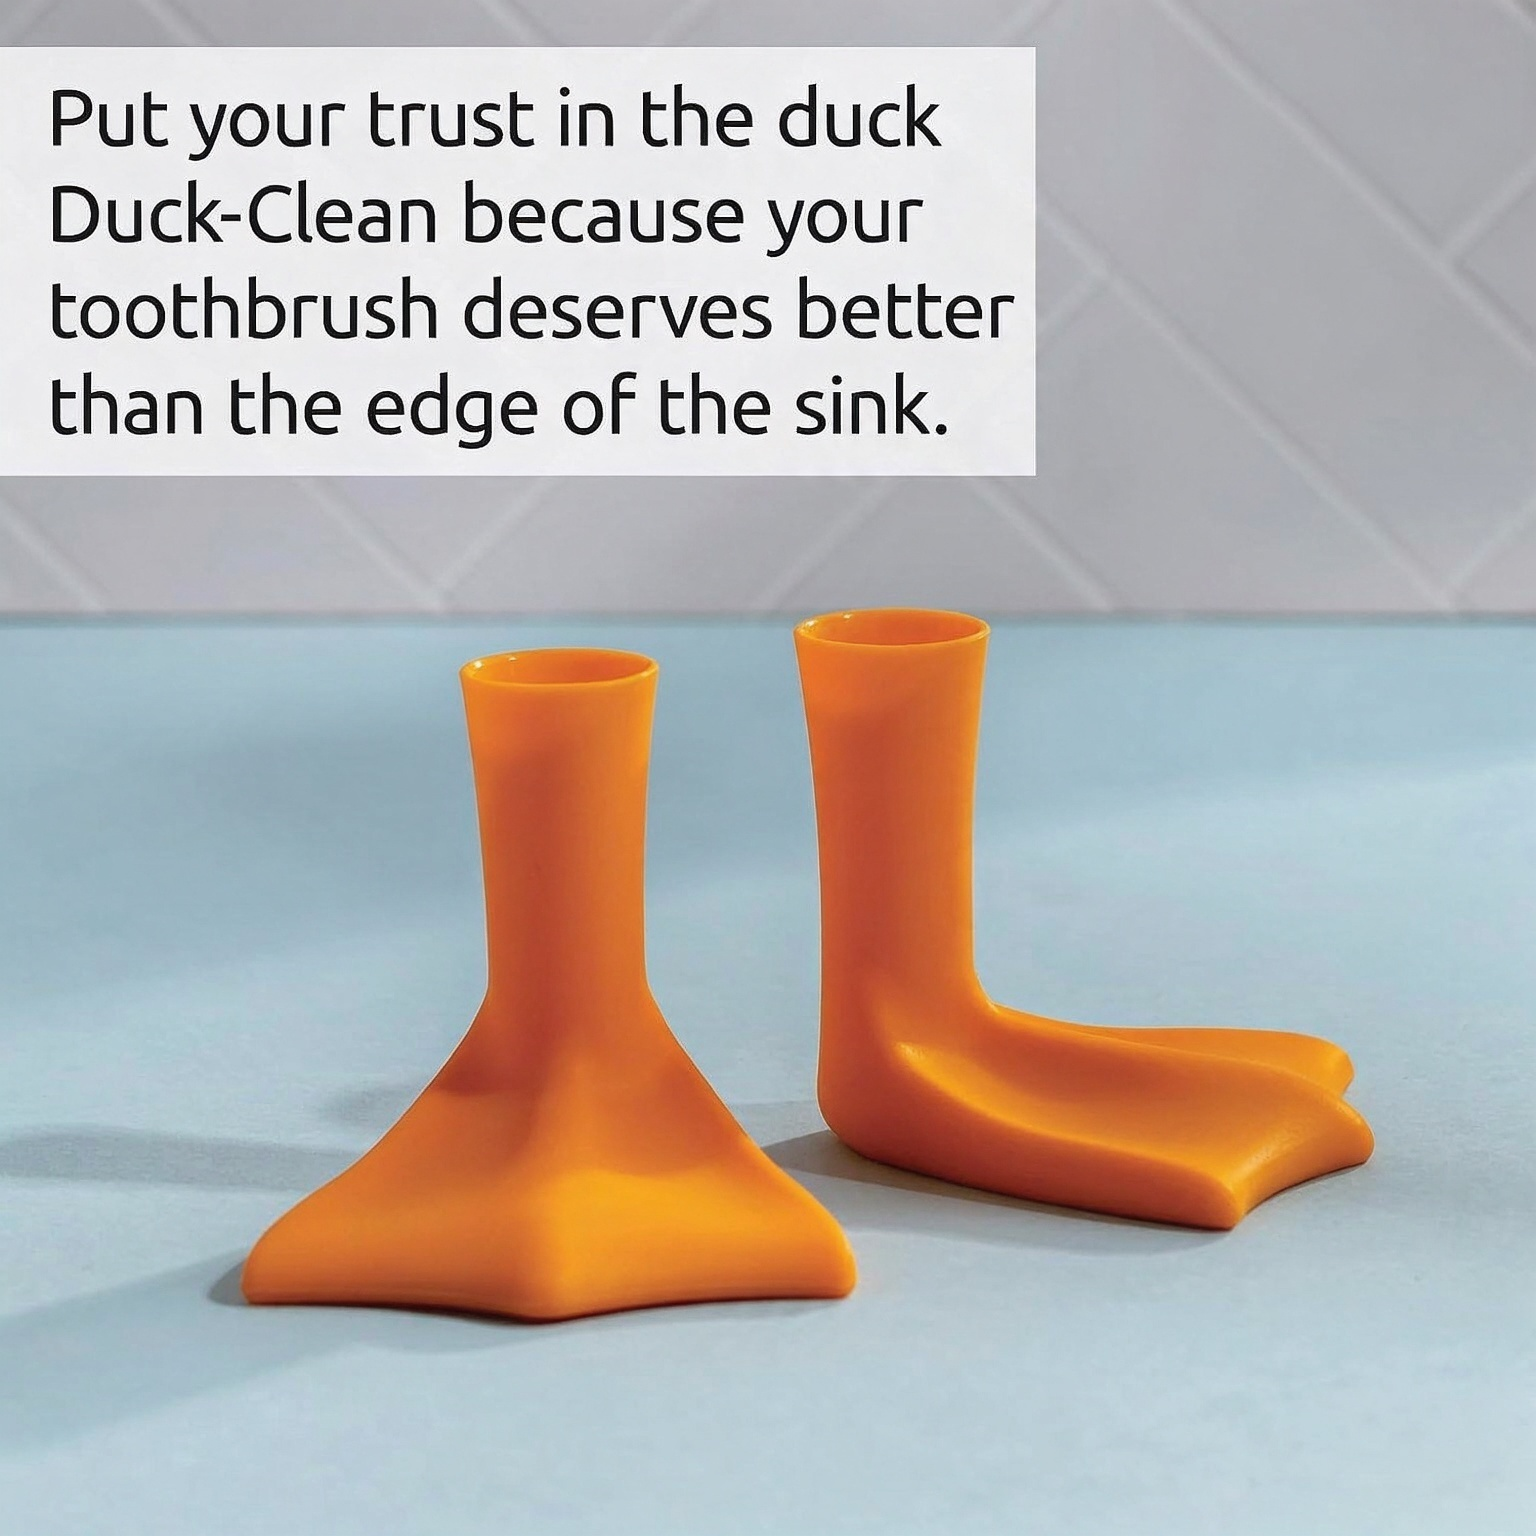 Put your trust in the duck
Duck-Clean because your
toothbrush deserves better
than the edge of the sink.